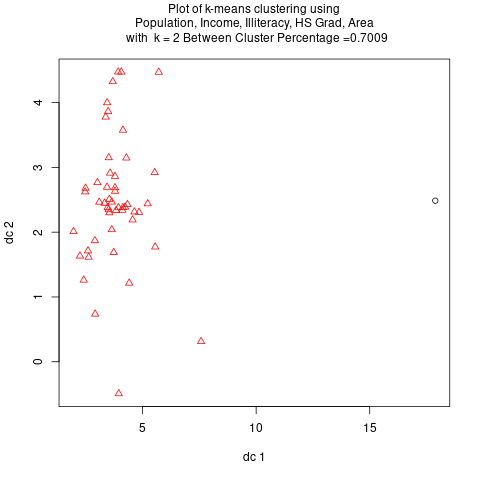 Plot of k-means clustering using
Population, Income, Illiteracy, HS Grad, Area
with k = 2 Between Cluster Percentage =0.7009
4
3
2
1
0
dc 2
5 10 15
dc 1